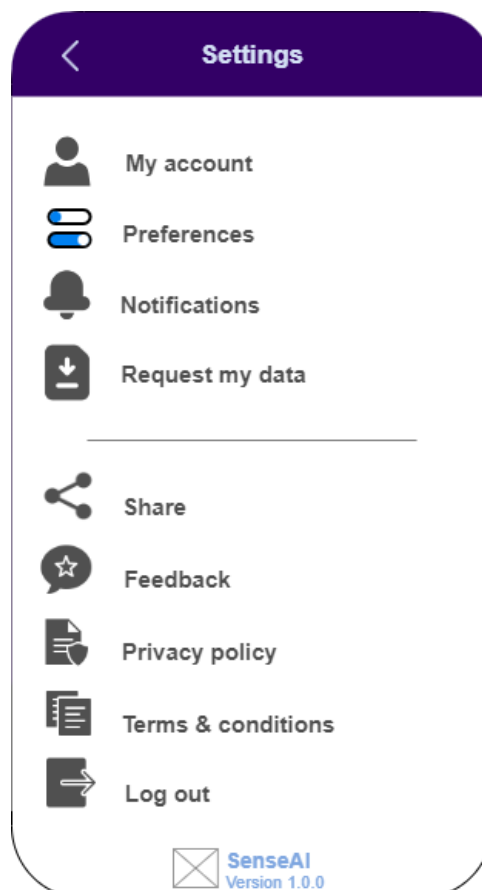 Settings
My account
Preferences
Notifications
Request my data
Share
Feedback
Privacy policy
Terms & conditions
Log out
SenseAI
Version 1.0.0